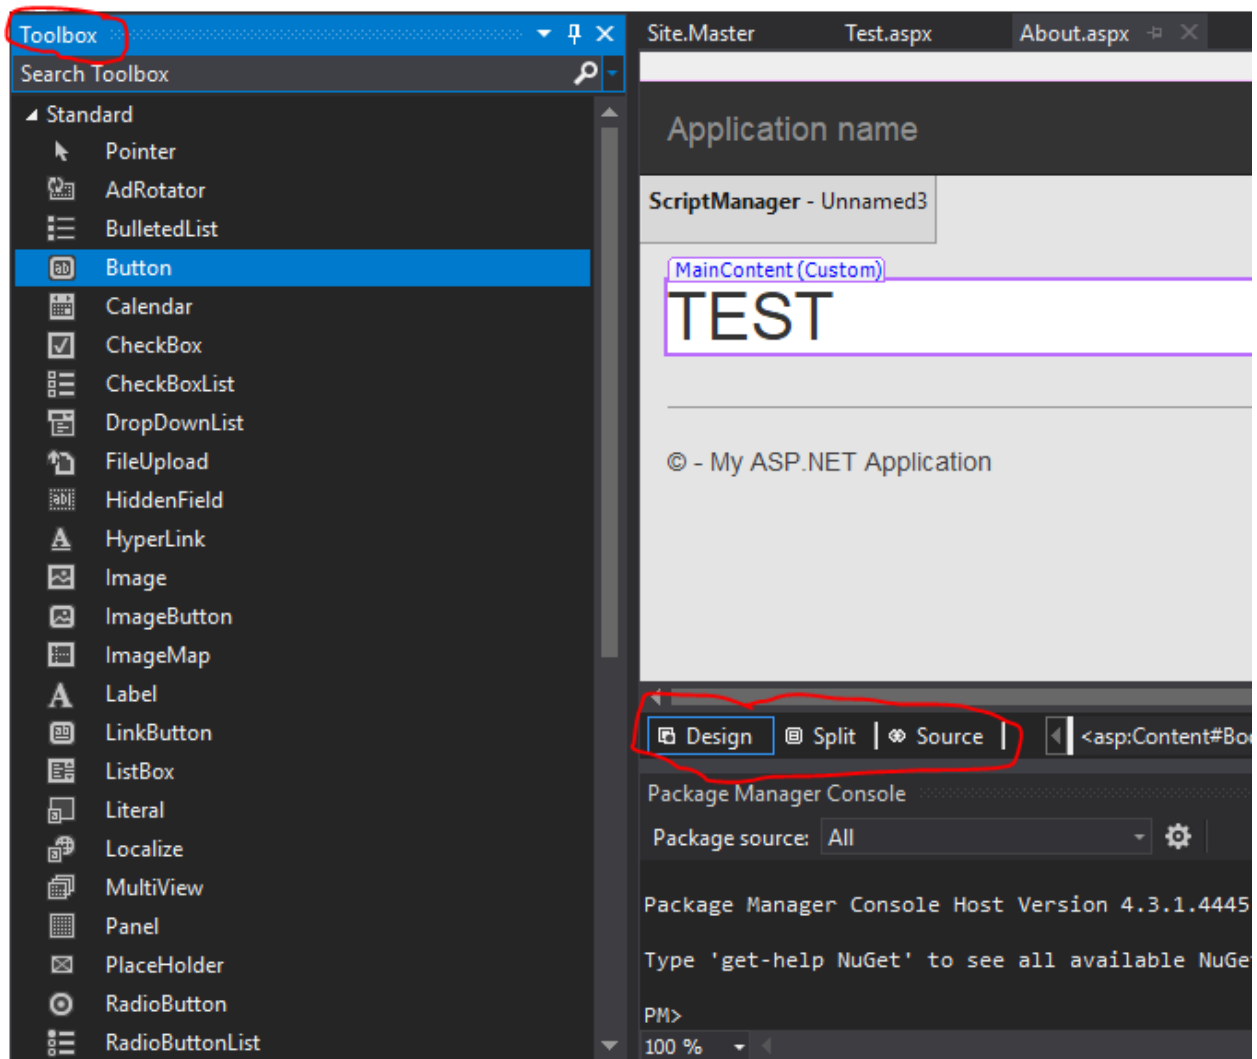 Toolbox
Search Toolbox
Standard
Pointer
AdRotator
BulletedList
Button
Calendar
CheckBox
CheckBoxList
DropDownList
FileUpload
HiddenField
HyperLink
Image
ImageButton
ImageMap
Label
LinkButton
ListBox
Literal
Localize
MultiView
Panel
PlaceHolder
RadioButton
RadioButtonList
Site.Master Test.aspx About.aspx
Application name
ScriptManager - Unnamed3
MainContent (Custom)
TEST
© - My ASP.NET Application
Design Split Source <asp:Content#Bo
Package Manager Console
Package source: All
Package Manager Console Host Version 4.3.1.4445
Type 'get-help NuGet' to see all available NuGe
PM>
100 %